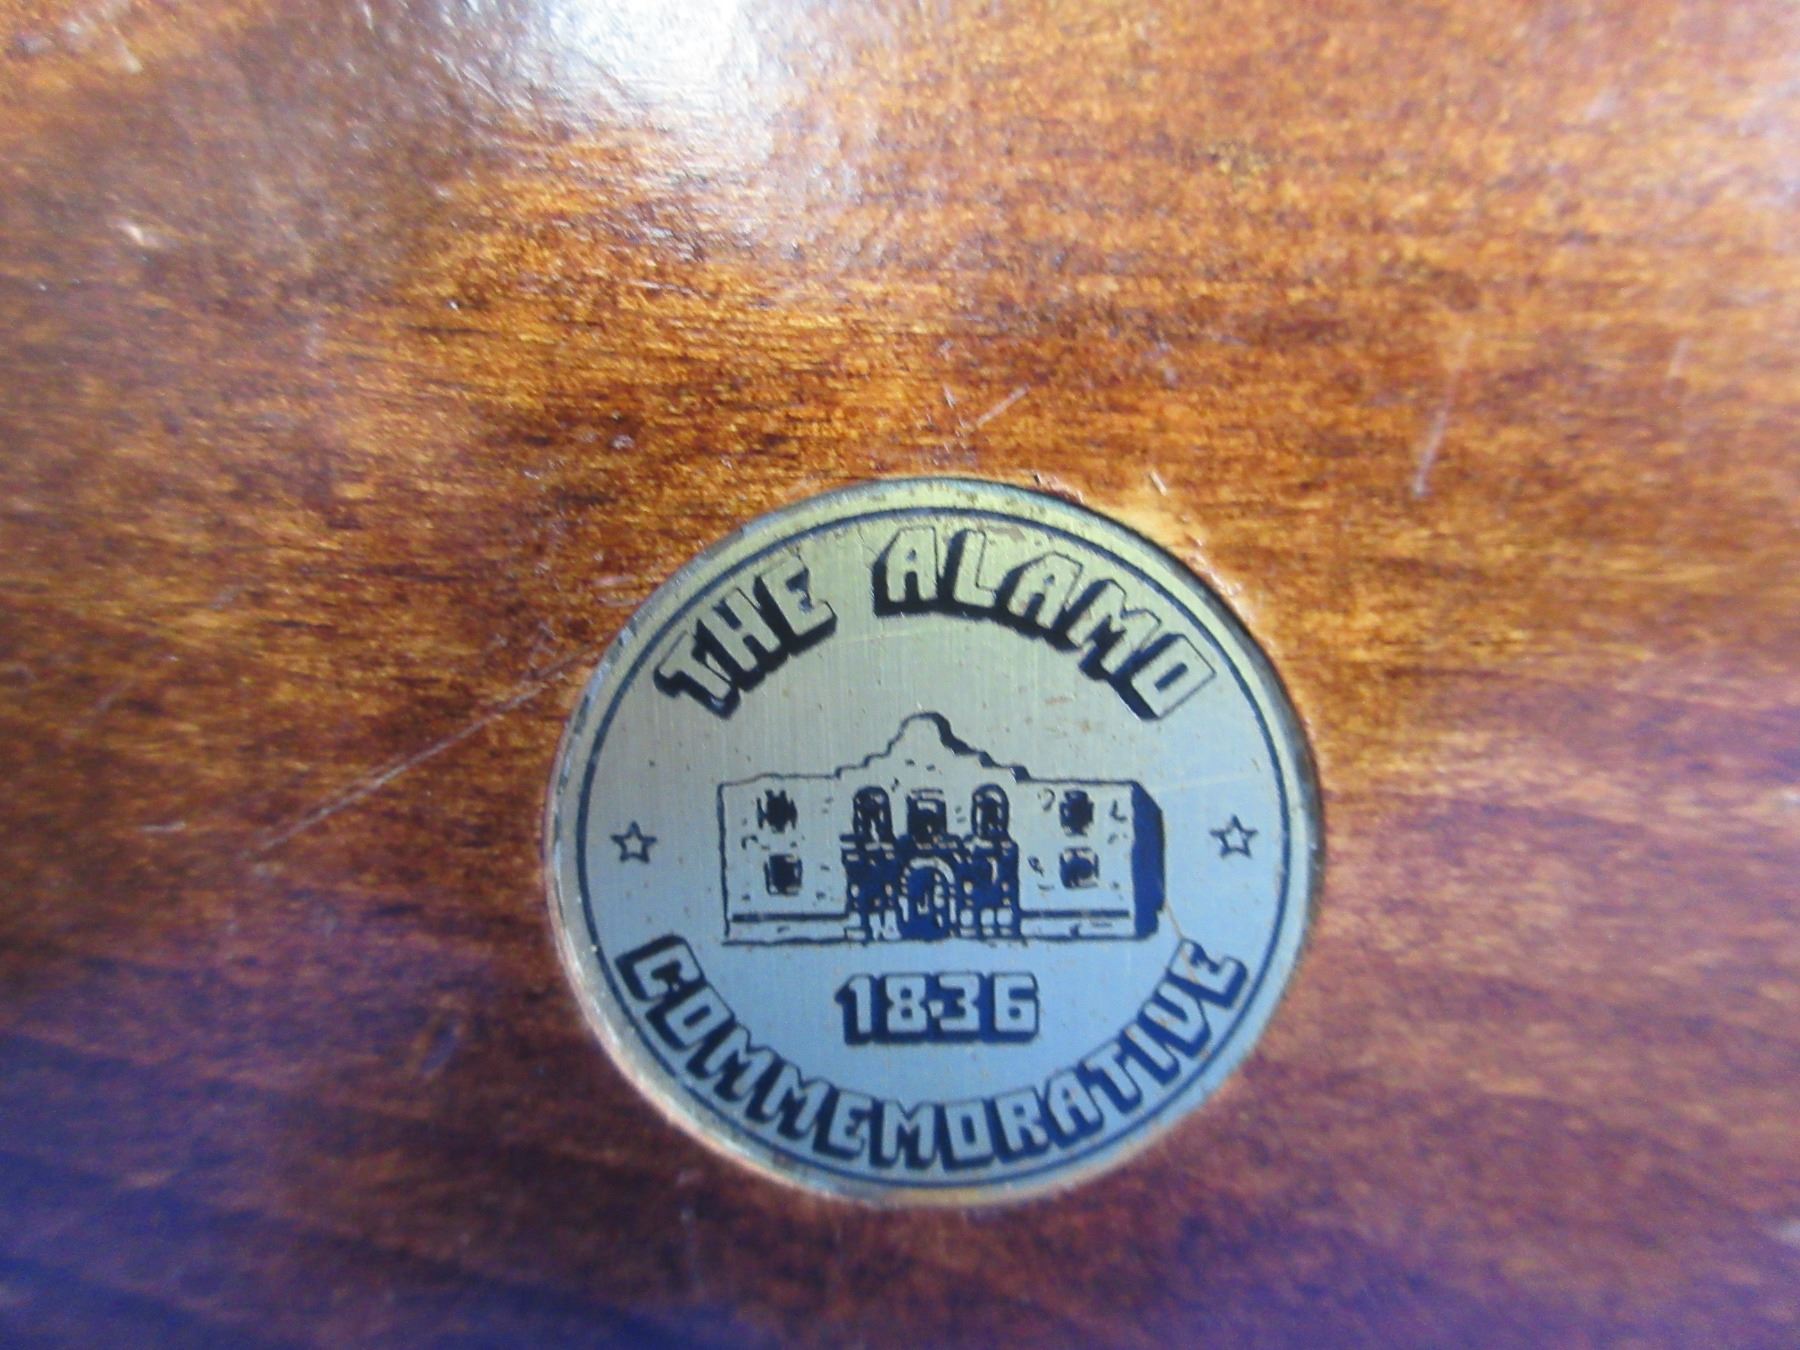 THE ALAMO
1836
COMMEMORATIVE